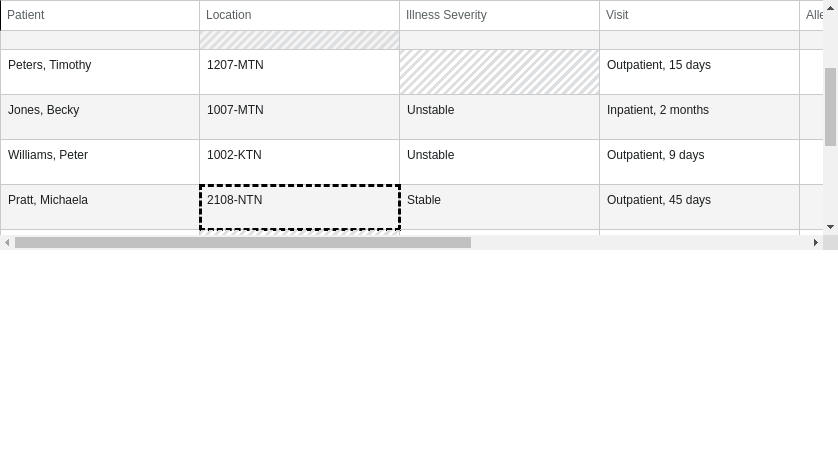 Patient Location Illness Severity Visit Alle
Peters, Timothy 1207-MTN Outpatient, 15 days
Jones, Becky 1007-MTN Unstable Inpatient, 2 months
Williams, Peter 1002-KTN Unstable Outpatient, 9 days
Pratt, Michaela 2108-NTN Stable Outpatient, 45 days